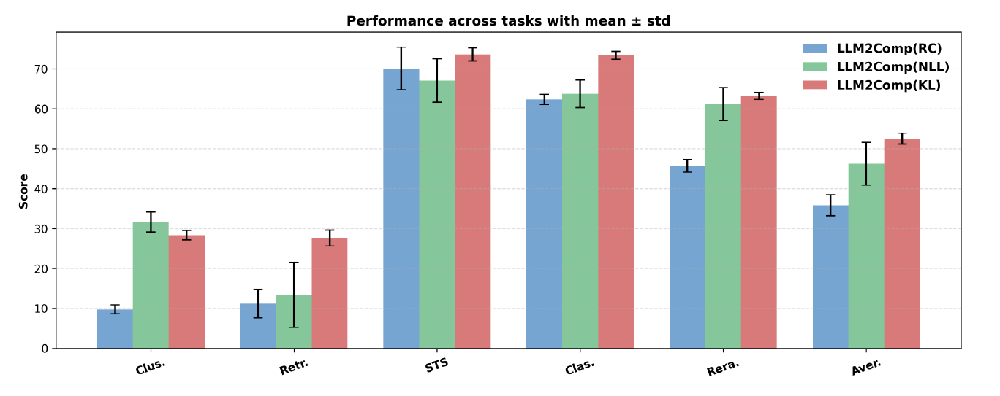 Performance across tasks with mean ± std
LLM2Comp(RC)
LLM2Comp(NLL)
LLM2Comp(KL)
Score
70
60
50
40
30
20
10
0
Clus.
Retr.
STS
Clas.
Rera.
Aver.